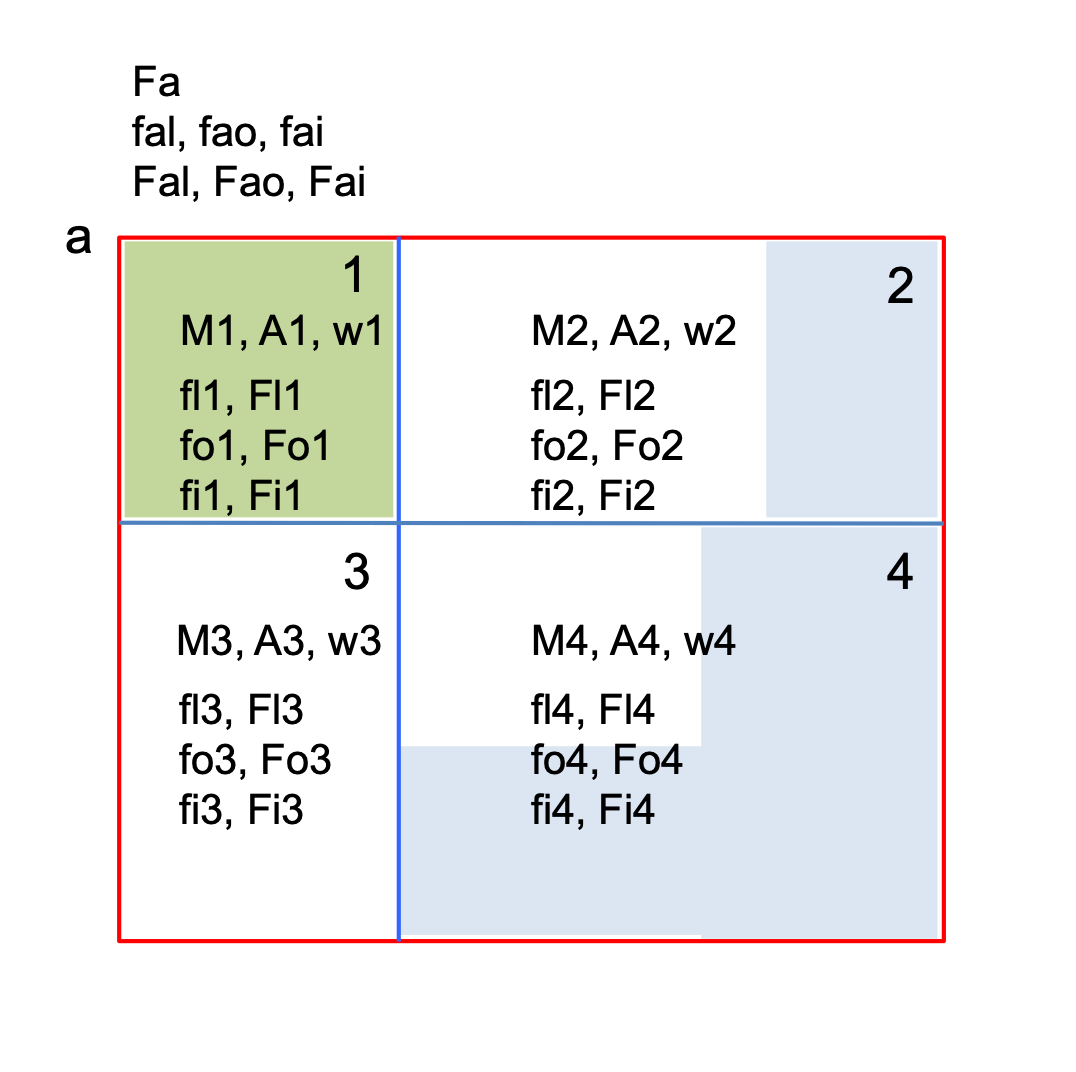 Fa
fal, fao, fai
Fal, Fao, Fai
a
1
M1, A1, w1
fl1, Fl1
fo1, Fo1
fi1, Fi1
2
M2, A2, w2
fl2, Fl2
fo2, Fo2
fi2, Fi2
3
M3, A3, w3
fl3, Fl3
fo3, Fo3
fi3, Fi3
4
M4, A4, w4
fl4, Fl4
fo4, Fo4
fi4, Fi4